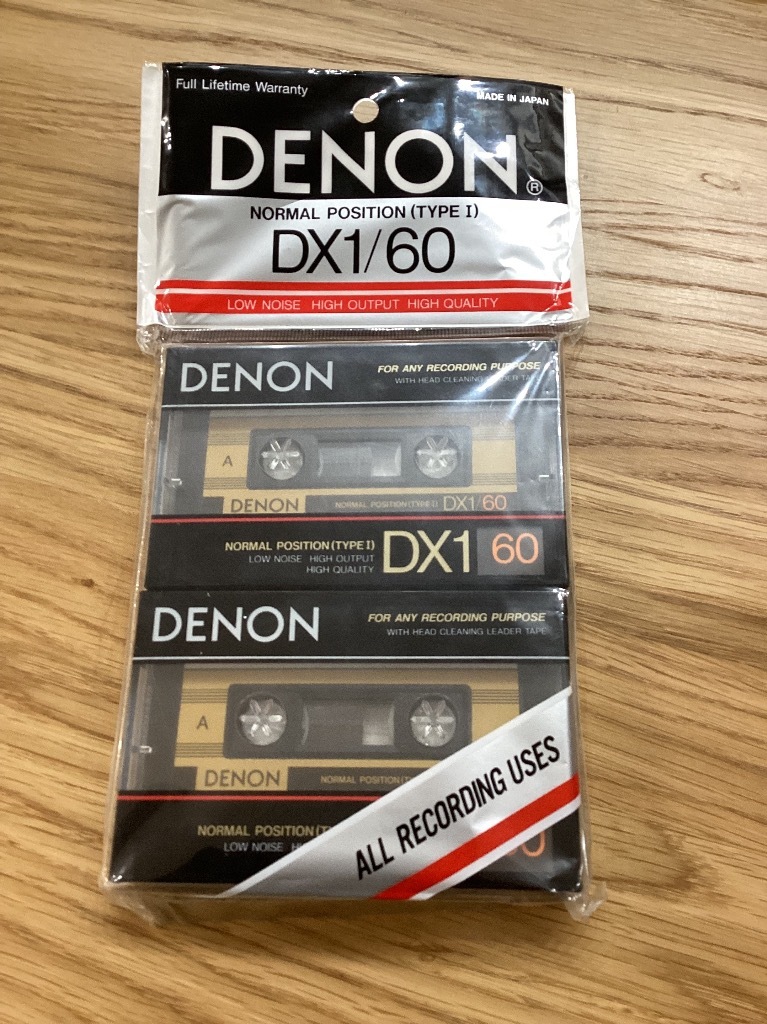 Full Lifetime Warranty
MADE IN JAPAN
DENON®
NORMAL POSITION (TYPE I)
DX1/60
LOW NOISE HIGH OUTPUT HIGH QUALITY
DENON
FOR ANY RECORDING PURPOSE
WITH HEAD CLEANING LEADER TAPE
A
DENON
NORMAL POSITION (TYPE I) DX1/60
NORMAL POSITION (TYPE I)
LOW NOISE HIGH OUTPUT
HIGH QUALITY
DX1 60
DENON
FOR ANY RECORDING PURPOSE
WITH HEAD CLEANING LEADER TAPE
A
DENON
NORMAL POSITION
ALL RECORDING USES
NORMAL POSITION
LOW NOISE